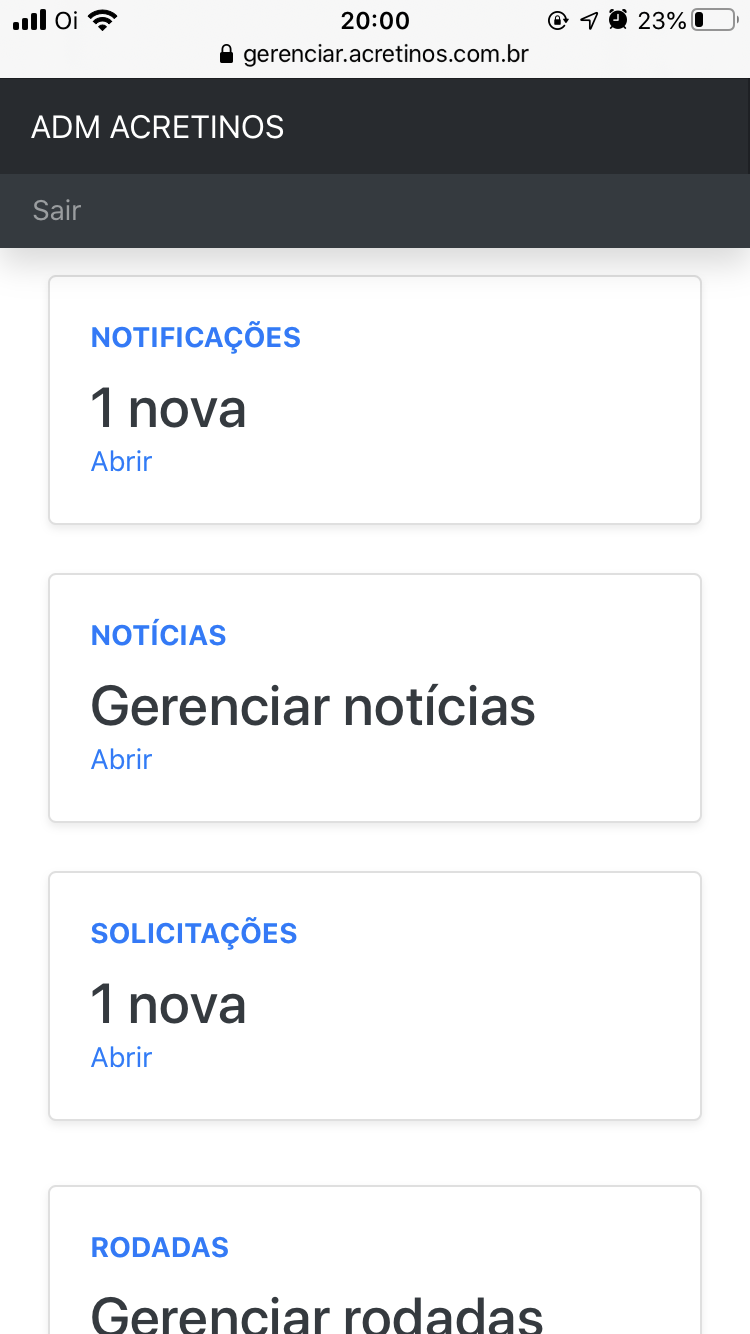 Oi 20:00 23%
gerenciar.acretinos.com.br
ADM ACRETINOS
Sair
NOTIFICAÇÕES
1 nova
Abrir
NOTÍCIAS
Gerenciar notícias
Abrir
SOLICITAÇÕES
1 nova
Abrir
RODADAS
Gerenciar rodadas